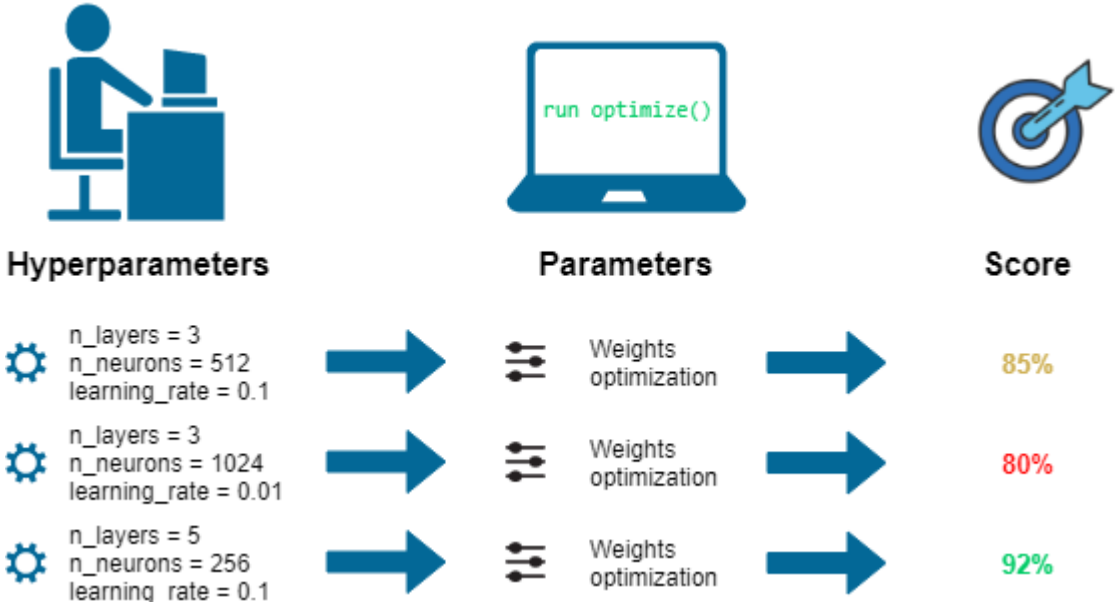 run optimize()
Hyperparameters
Parameters
Score
n_layers = 3
n_neurons = 512
learning_rate = 0.1
Weights
optimization
85%
n_layers = 3
n_neurons = 1024
learning_rate = 0.01
Weights
optimization
80%
n_layers = 5
n_neurons = 256
learning_rate = 0.1
Weights
optimization
92%